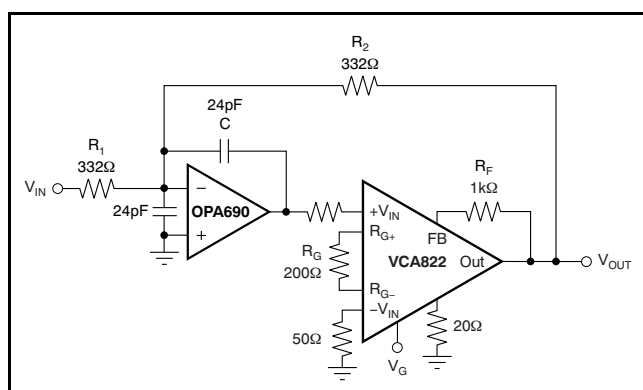 R2
332Ω
24pF
C
R1
332Ω
RF
1kΩ
VIN
24pF
−
OPA690
+
+VIN
RG+
FB
RG
200Ω
VCA822
Out
VOUT
RG−
−VIN
50Ω
20Ω
VG